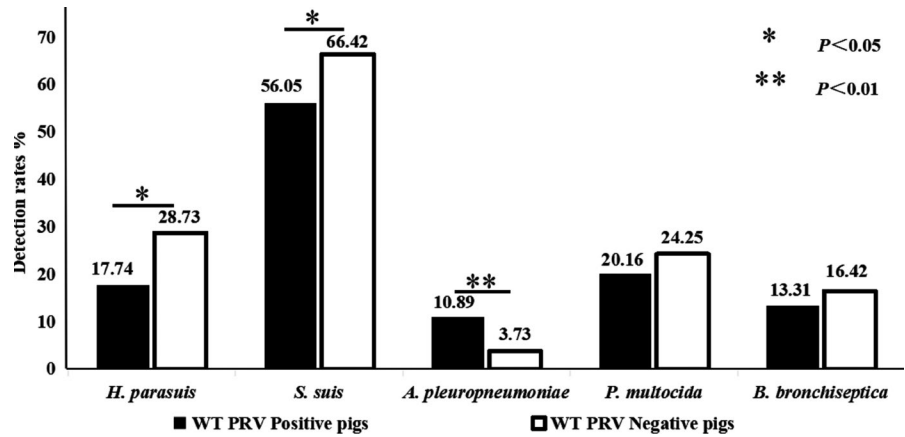 Detection rates %
70
60
50
40
30
20
10
0
*
17.74
28.73
*
56.05
66.42
**
10.89
3.73
20.16
24.25
13.31
16.42
* P<0.05
** P<0.01
H. parasuis
S. suis
A. pleuropneumoniae
P. multocida
B. bronchiseptica
WT PRV Positive pigs
WT PRV Negative pigs